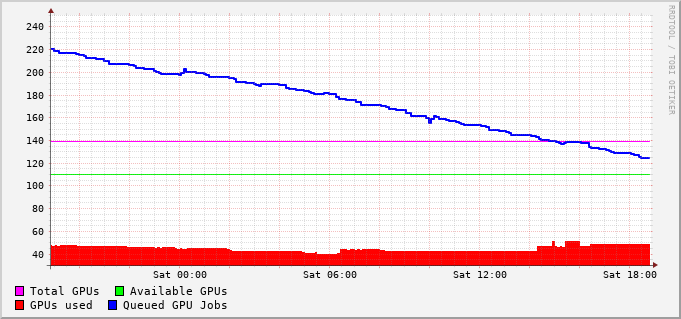 RRDTOOL / TOBI OETIKER
240
220
200
180
160
140
120
100
80
60
40
Sat 00:00 Sat 06:00 Sat 12:00 Sat 18:00
Total GPUs Available GPUs
GPUs used Queued GPU Jobs